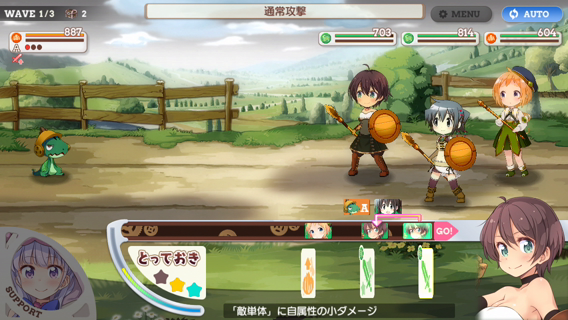 WAVE 1/3 2
通常攻撃
MENU
AUTO
887
703
814
604
A
A
GO!
とっておき
SUPPORT
「敵単体」に自属性の小ダメージ